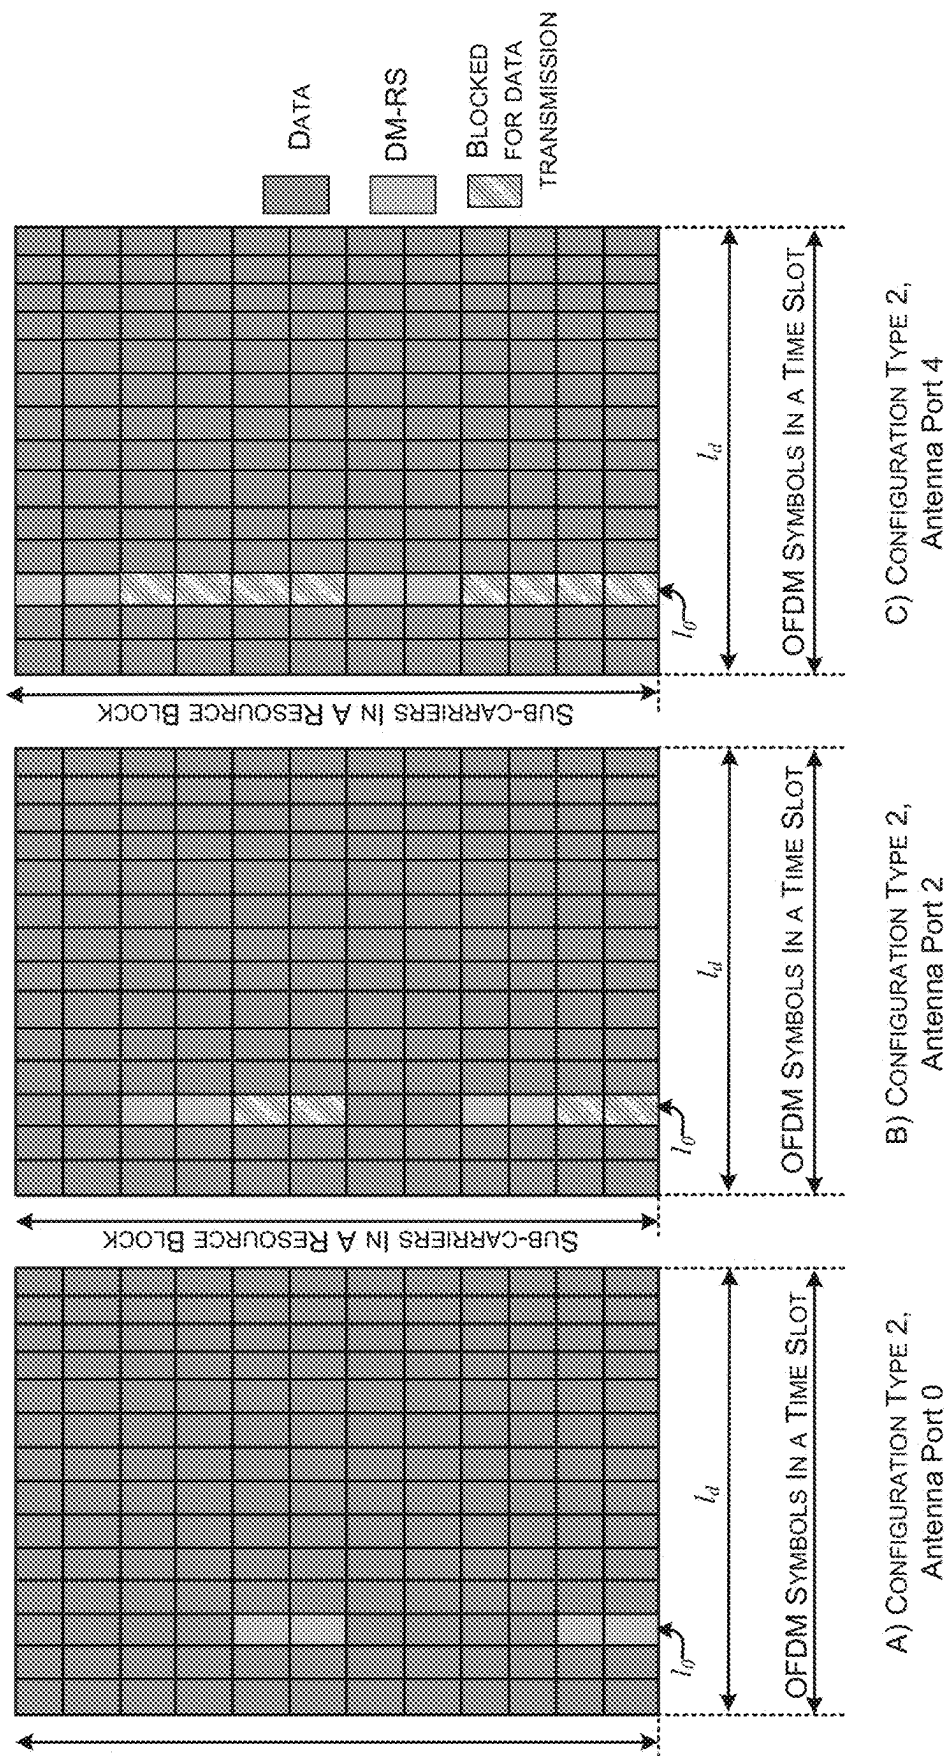 SUB-CARRIERS IN A RESOURCE BLOCK
l0
ld
OFDM SYMBOLS IN A TIME SLOT
C) CONFIGURATION TYPE 2,
Antenna Port 4
DATA
DM-RS
BLOCKED
FOR DATA
TRANSMISSION
SUB-CARRIERS IN A RESOURCE BLOCK
l0
ld
OFDM SYMBOLS IN A TIME SLOT
B) CONFIGURATION TYPE 2,
Antenna Port 2
l0
ld
OFDM SYMBOLS IN A TIME SLOT
A) CONFIGURATION TYPE 2,
Antenna Port 0